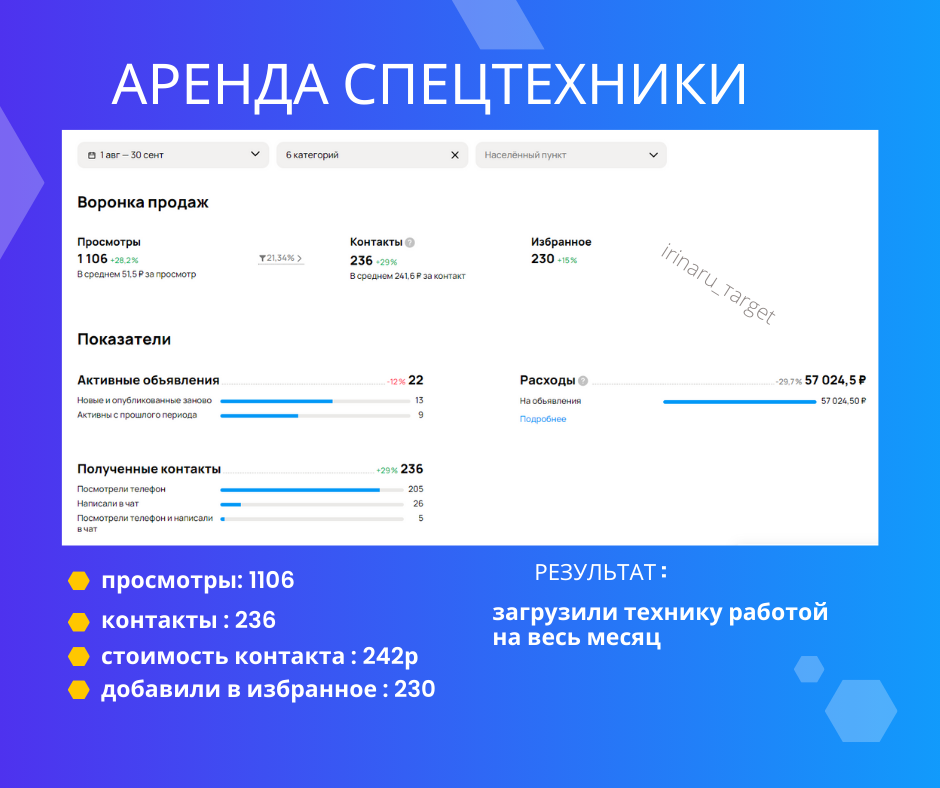 АРЕНДА СПЕЦТЕХНИКИ
1 авг — 30 сент
6 категорий
Населённый пункт
Воронка продаж
Просмотры
1 106 +28,2%
В среднем 51,5 ₽ за просмотр
21,34%
Контакты ?
236 +29%
В среднем 241,6 ₽ за контакт
Избранное
230 +15%
irinaru_target
Показатели
Активные объявления -12% 22
Новые и опубликованные заново 13
Активны с прошлого периода 9
Расходы ? -29,7% 57 024,5 ₽
На объявления 57 024,50 ₽
Подробнее
Полученные контакты +29% 236
Посмотрели телефон 205
Написали в чат 26
Посмотрели телефон и написали 5
в чат
просмотры: 1106
контакты : 236
стоимость контакта : 242р
добавили в избранное : 230
РЕЗУЛЬТАТ :
загрузили технику работой
на весь месяц